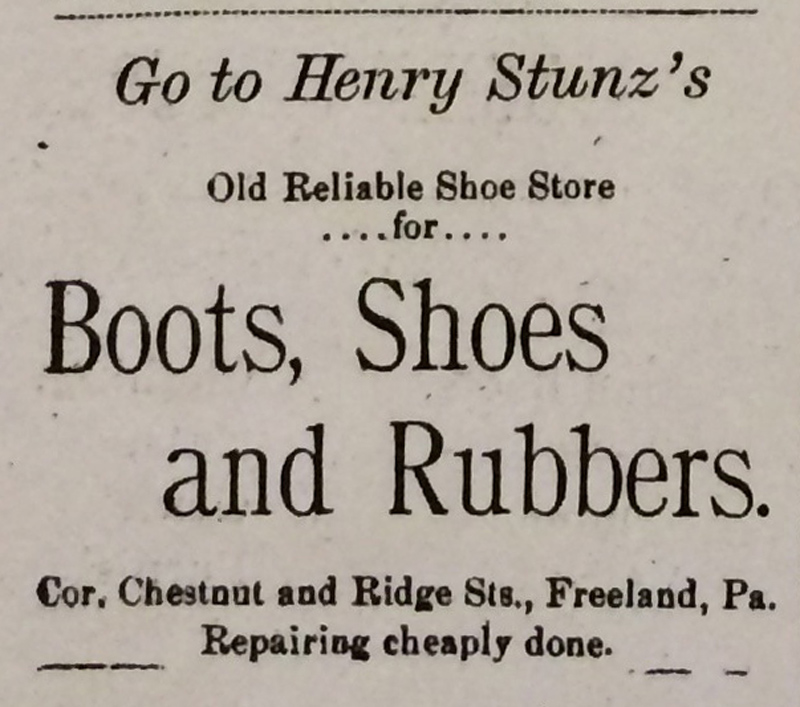 Go to Henry Stunz's
Old Reliable Shoe Store
....for....
Boots, Shoes
and Rubbers.
Cor. Chestnut and Ridge Sts., Freeland, Pa.
Repairing cheaply done.